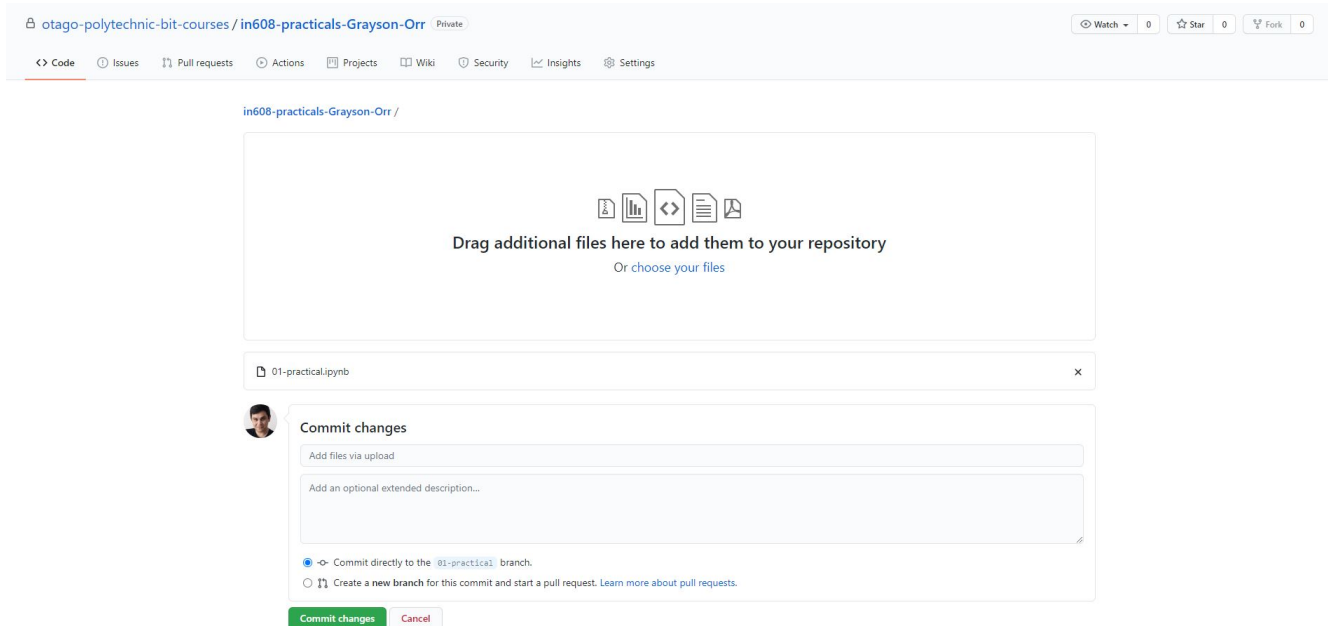 otago-polytechnic-bit-courses / in608-practicals-Grayson-Orr Private
Watch 0 Star 0 Fork 0
Code Issues Pull requests Actions Projects Wiki Security Insights Settings
in608-practicals-Grayson-Orr /
Drag additional files here to add them to your repository
Or choose your files
01-practical.ipynb
Commit changes
Add files via upload
Add an optional extended description...
Commit directly to the 01-practical branch.
Create a new branch for this commit and start a pull request. Learn more about pull requests.
Commit changes Cancel